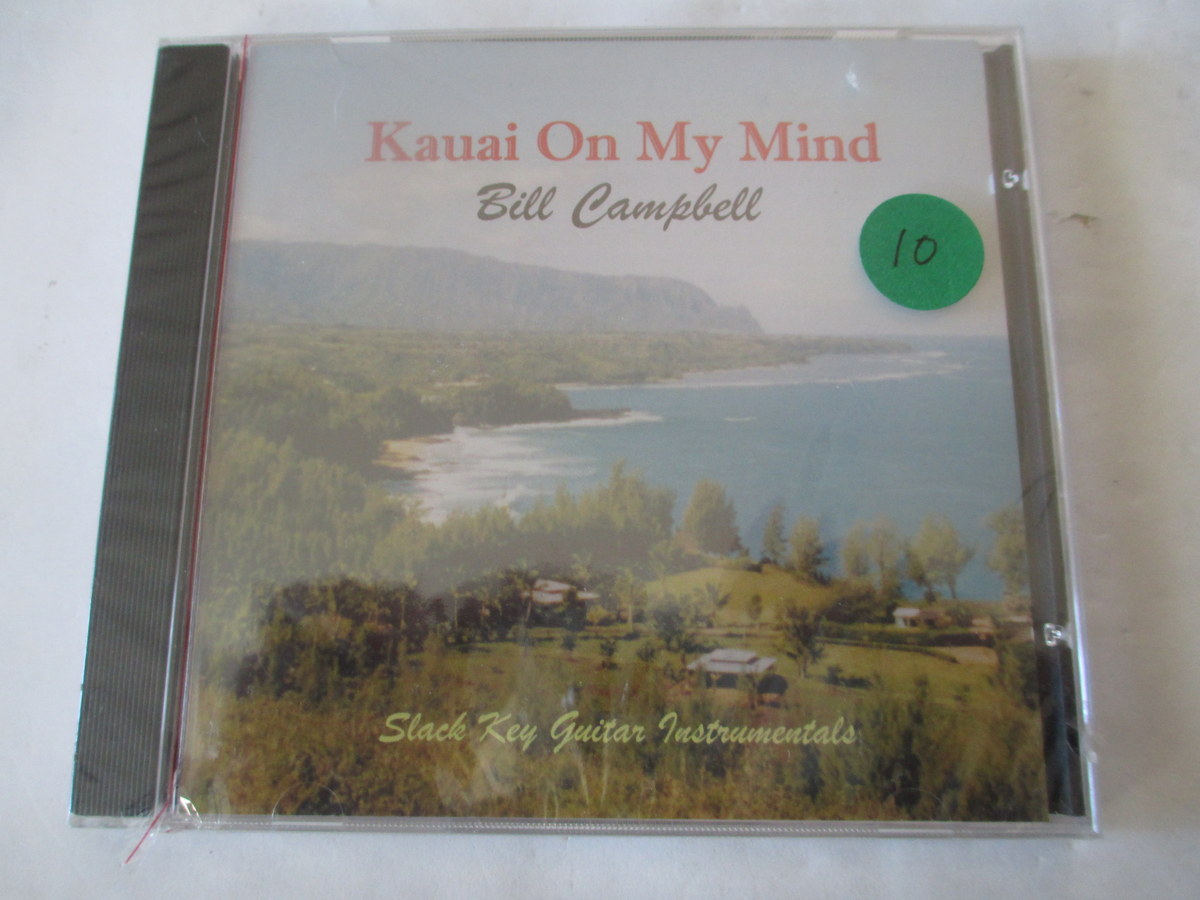 Kauai On My Mind
Bill Campbell
10
Slack Key Guitar Instrumentals